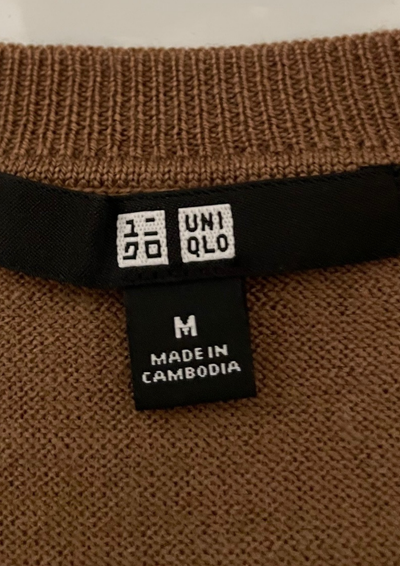 ユニ UNI
クロ QLO
M
MADE IN
CAMBODIA